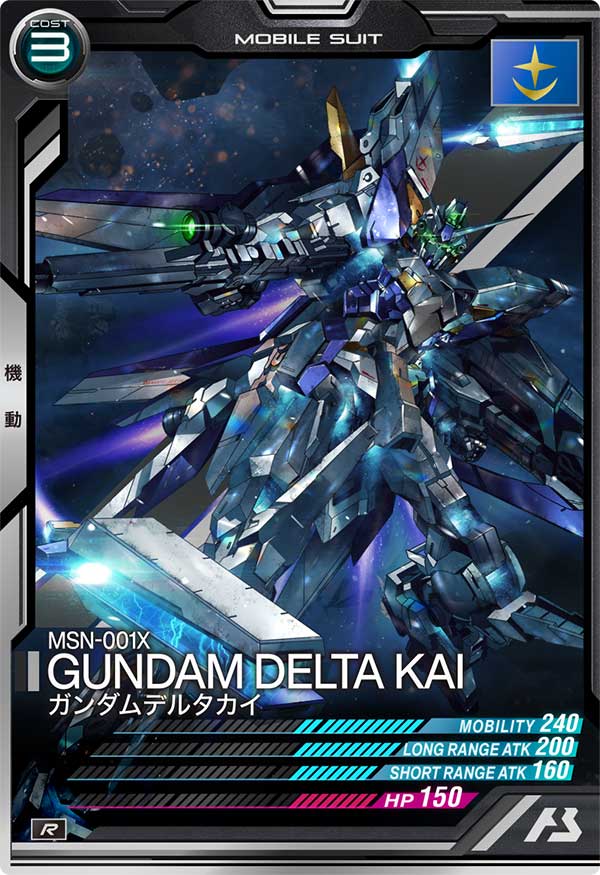 COST
3
MOBILE SUIT
機動
MSN-001X
GUNDAM DELTA KAI
ガンダムデルタカイ
MOBILITY 240
LONG RANGE ATK 200
SHORT RANGE ATK 160
HP 150
R